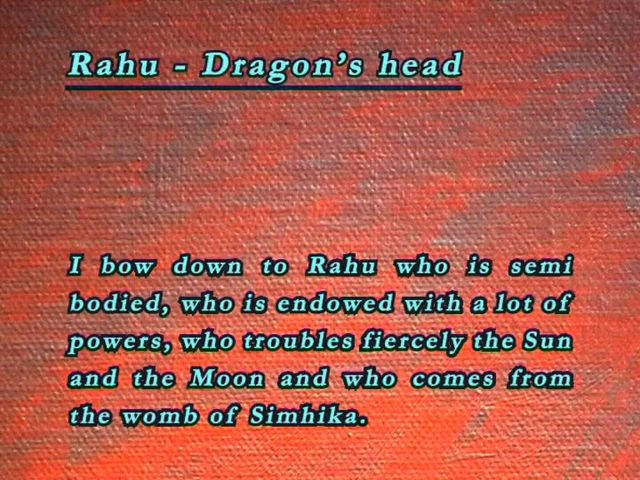 Rahu - Dragon's head
I bow down to Rahu who is semi
bodied, who is endowed with a lot of
powers, who troubles fiercely the Sun
and the Moon and who comes from
the womb of Simhika.